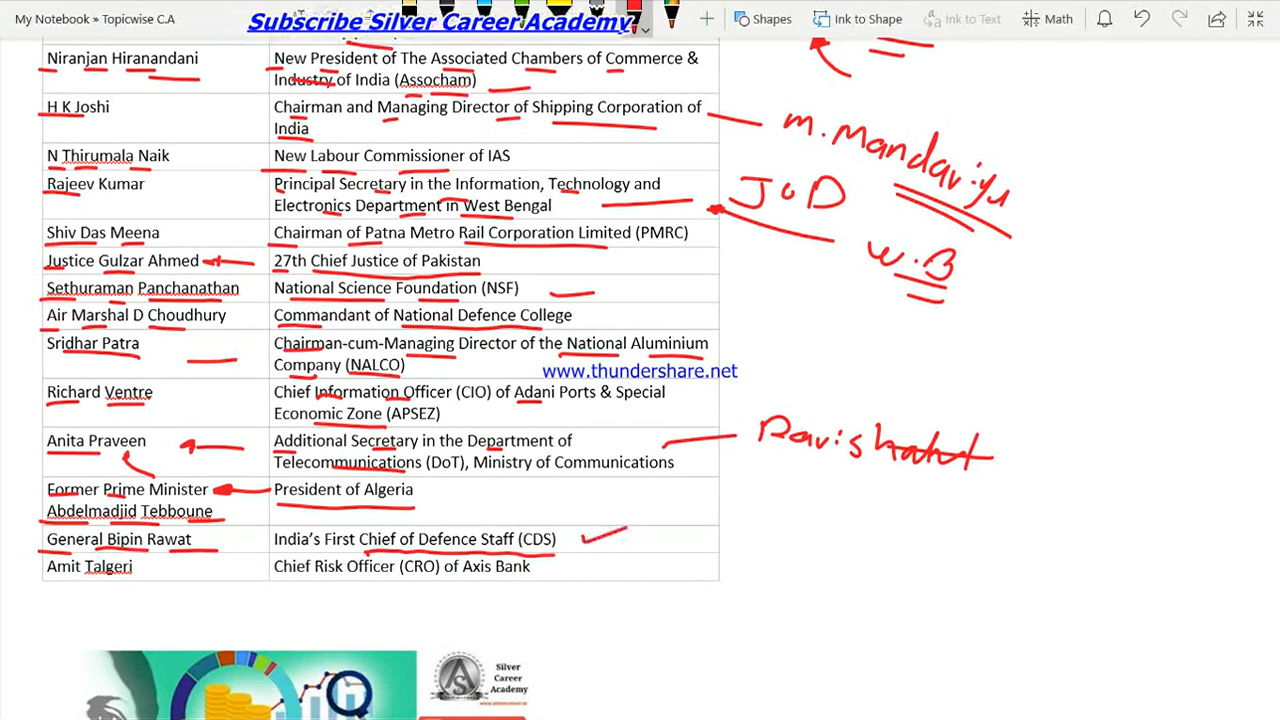 My Notebook » Topicwise C.A
Subscribe Silver Career Academy
Shapes
Ink to Shape
Ink to Text
Math
Niranjan Hiranandani
New President of The Associated Chambers of Commerce &
Industry of India (Assocham)
H K Joshi
Chairman and Managing Director of Shipping Corporation of
India
m. Mandaviya
N Thirumala Naik
New Labour Commissioner of IAS
Rajeev Kumar
Principal Secretary in the Information, Technology and
Electronics Department in West Bengal
J&D
W.B
Shiv Das Meena
Chairman of Patna Metro Rail Corporation Limited (PMRC)
Justice Gulzar Ahmed
27th Chief Justice of Pakistan
Sethuraman Panchanathan
National Science Foundation (NSF)
Air Marshal D Choudhury
Commandant of National Defence College
Sridhar Patra
Chairman-cum-Managing Director of the National Aluminium
Company (NALCO)
www.thundershare.net
Richard Ventre
Chief Information Officer (CIO) of Adani Ports & Special
Economic Zone (APSEZ)
Anita Praveen
Additional Secretary in the Department of
Telecommunications (DoT), Ministry of Communications
Former Prime Minister
Abdelmadjid Tebboune
President of Algeria
General Bipin Rawat
India's First Chief of Defence Staff (CDS)
Amit Talgeri
Chief Risk Officer (CRO) of Axis Bank
Silver
Career
Academy